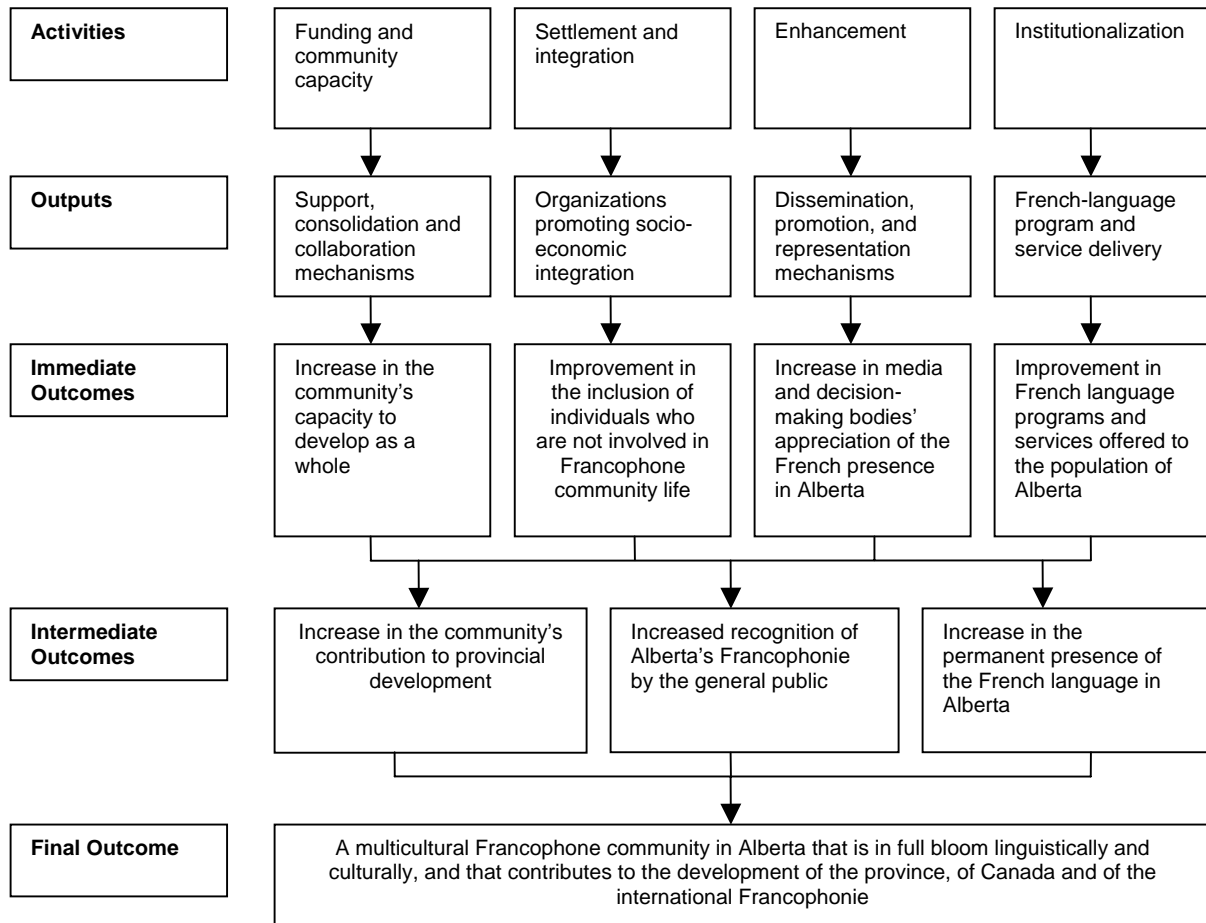 Activities
Funding and
community
capacity
Settlement and
integration
Enhancement
Institutionalization
Outputs
Support,
consolidation and
collaboration
mechanisms
Organizations
promoting socio-
economic
integration
Dissemination,
promotion, and
representation
mechanisms
French-language
program and
service delivery
Immediate
Outcomes
Increase in the
community's
capacity to
develop as a
whole
Improvement in
the inclusion of
individuals who
are not involved in
Francophone
community life
Increase in media
and decision-
making bodies'
appreciation of the
French presence
in Alberta
Improvement in
French language
programs and
services offered to
the population of
Alberta
Intermediate
Outcomes
Increase in the community's
contribution to provincial
development
Increased recognition of
Alberta's Francophonie
by the general public
Increase in the
permanent presence of
the French language in
Alberta
Final Outcome
A multicultural Francophone community in Alberta that is in full bloom linguistically and
culturally, and that contributes to the development of the province, of Canada and of the
international Francophonie